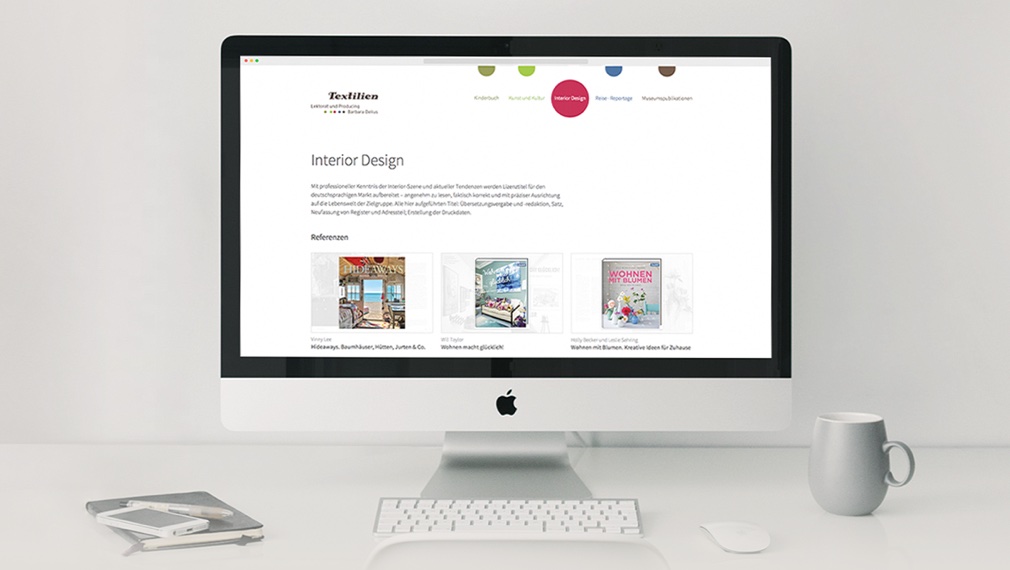 Textilien
Lektorat und Producing
Barbara Delius
Kinderbuch
Kunst und Kultur
Interior Design
Reise · Reportage
Museumspublikationen
Interior Design
Mit professioneller Kenntnis der Interior-Szene und aktueller Tendenzen werden Lizenztitel für den
deutschsprachigen Markt aufbereitet – angenehm zu lesen, faktisch korrekt und mit präziser Ausrichtung
auf die Lebenswelt der Zielgruppe. Alle hier aufgeführten Titel: Übersetzungsvergabe und -redaktion, Satz,
Neufassung von Register und Adressteil; Erstellung der Druckdaten.
Referenzen
HIDEAWAYS
Wohnen macht glücklich!
WOHNEN
MIT BLUMEN
Vinny Lee
Hideaways. Baumhäuser, Hütten, Jurten & Co.
Will Taylor
Wohnen macht glücklich!
Holly Becker und Leslie Shewring
Wohnen mit Blumen. Kreative Ideen für Zuhause